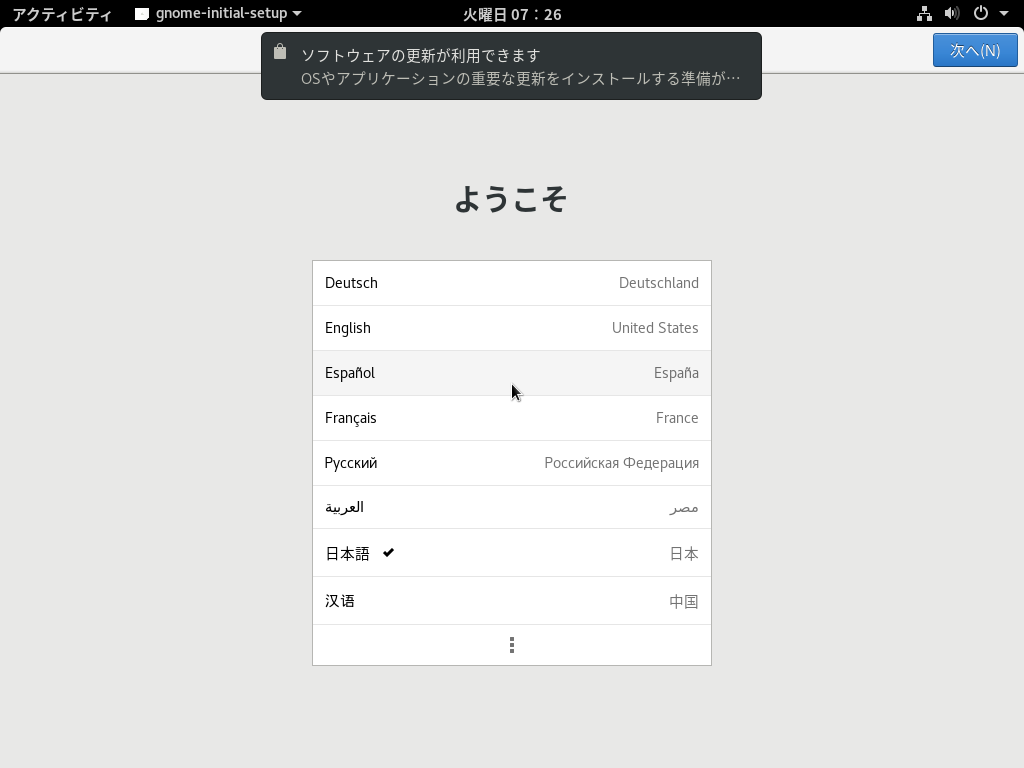 アクティビティ
gnome-initial-setup
火曜日 07：26
次へ(N)
ソフトウェアの更新が利用できます
OSやアプリケーションの重要な更新をインストールする準備が…
ようこそ
Deutsch Deutschland
English United States
Español España
Français France
Русский Российская Федерация
العربية مصر
日本語 日本
汉语 中国